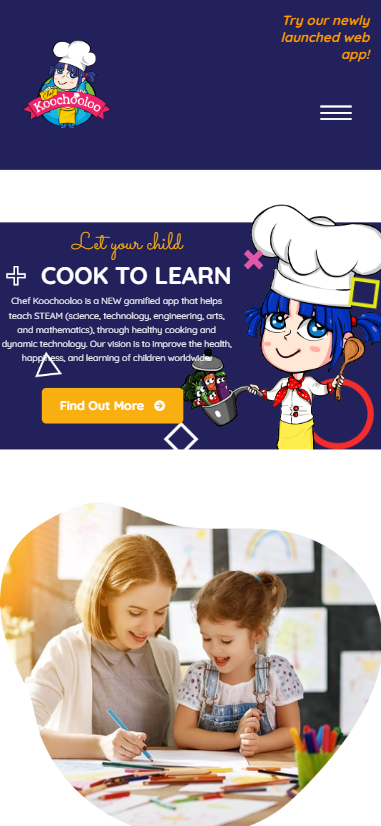 Try our newly
launched web
app!
Chef
Koochooloo
Let your child
COOK TO LEARN
Chef Koochooloo is a NEW gamified app that helps
teach STEAM (science, technology, engineering, arts,
and mathematics), through healthy cooking and
dynamic technology. Our vision is to improve the health,
happiness, and learning of children worldwide.
Find Out More